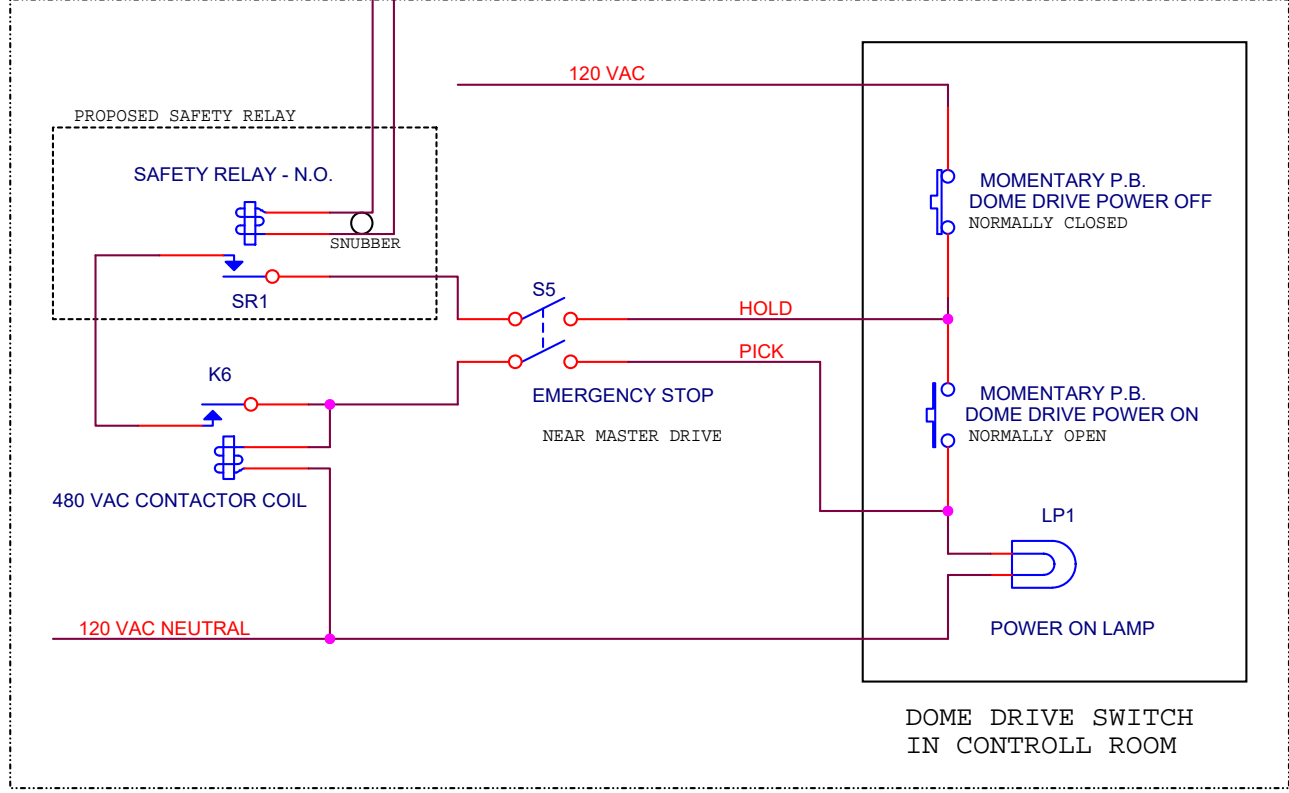 120 VAC
PROPOSED SAFETY RELAY
SAFETY RELAY - N.O.
SNUBBER
SR1
MOMENTARY P.B.
DOME DRIVE POWER OFF
NORMALLY CLOSED
S5
HOLD
PICK
K6
EMERGENCY STOP
NEAR MASTER DRIVE
MOMENTARY P.B.
DOME DRIVE POWER ON
NORMALLY OPEN
480 VAC CONTACTOR COIL
LP1
120 VAC NEUTRAL
POWER ON LAMP
DOME DRIVE SWITCH
IN CONTROLL ROOM